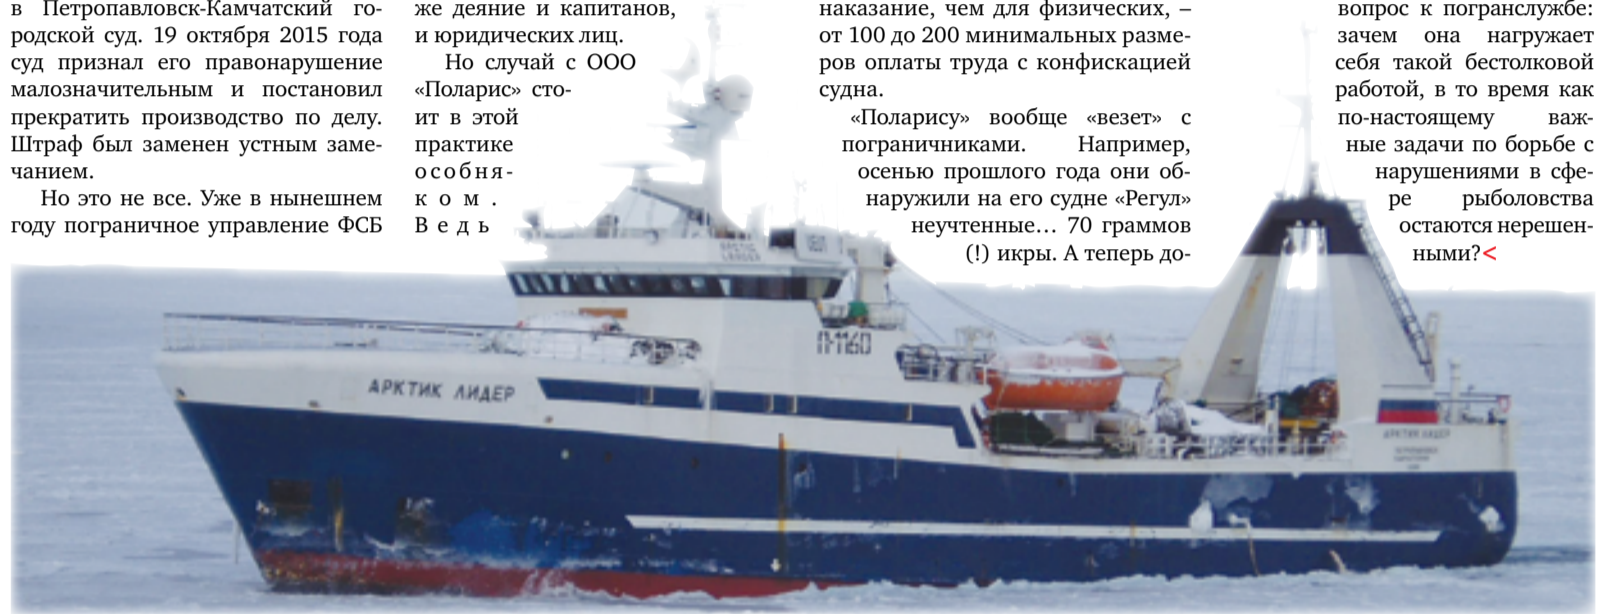 в Петропавловск-Камчатский го-
родской суд. 19 октября 2015 года
суд признал его правонарушение
малозначительным и постановил
прекратить производство по делу.
Штраф был заменен устным заме-
чанием.
Но это не все. Уже в нынешнем
году пограничное управление ФСБ
же деяние и капитанов,
и юридических лиц.
Но случай с ООО
«Поларис» сто-
ит в этой
практике
особня-
ком.
Ведь
наказание, чем для физических, –
от 100 до 200 минимальных разме-
ров оплаты труда с конфискацией
судна.
«Поларису» вообще «везет» с
пограничниками. Например,
осенью прошлого года они об-
наружили на его судне «Регул»
неучтенные... 70 граммов
(!) икры. А теперь до-
вопрос к погранслужбе:
зачем она нагружает
себя такой бестолковой
работой, в то время как
по-настоящему важ-
ные задачи по борьбе с
нарушениями в сфе-
ре рыболовства
остаются нерешен-
ными?<
ARCTIC
LEADER
П-1160
АРКТИК ЛИДЕР
АРКТИК ЛИДЕР